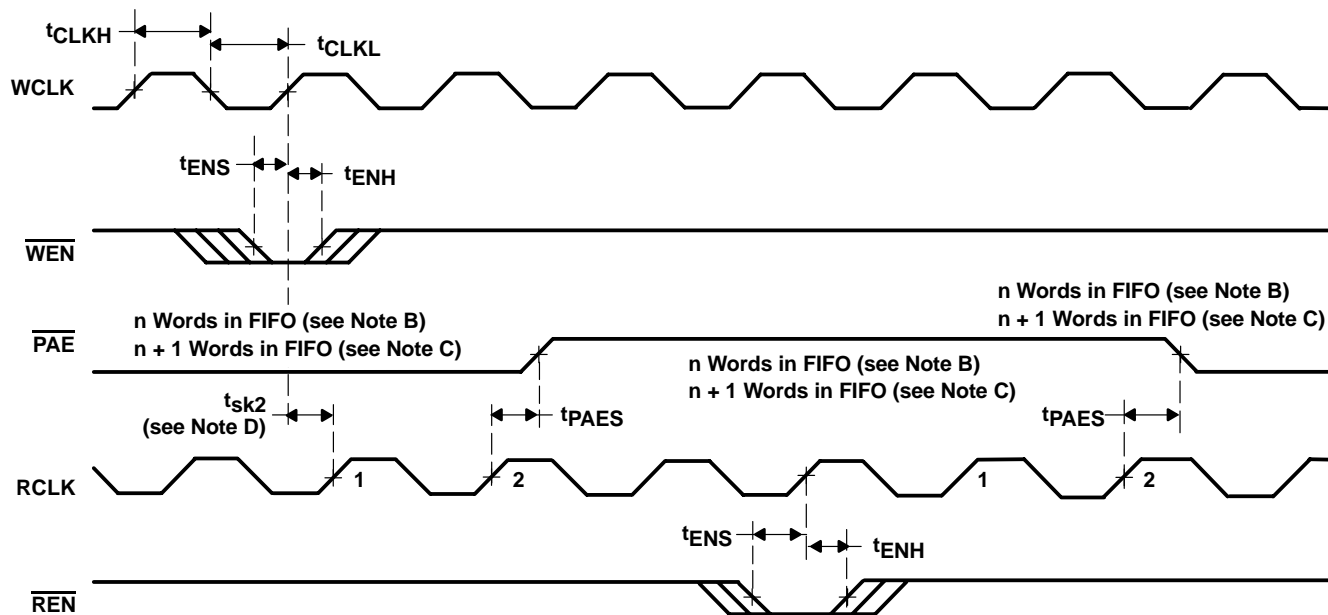 tCLKH
tCLKL
WCLK
tENS
tENH
WEN
n Words in FIFO (see Note B)
n + 1 Words in FIFO (see Note C)
n Words in FIFO (see Note B)
n + 1 Words in FIFO (see Note C)
PAE
n Words in FIFO (see Note B)
n + 1 Words in FIFO (see Note C)
tsk2
(see Note D)
tPAES
tPAES
RCLK
1
2
1
2
tENS
tENH
REN